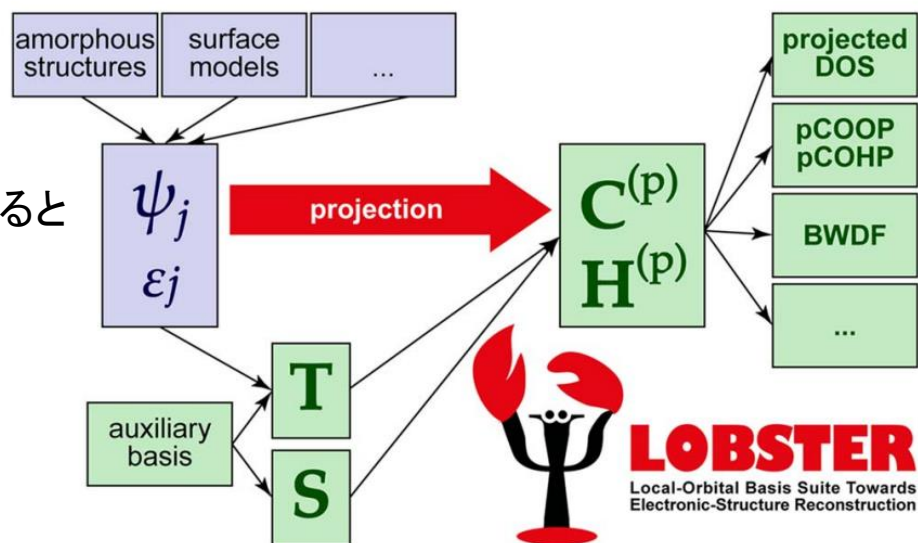 amorphous
structures
surface
models
...
projected
DOS
pCOOP
pCOHP
BWDF
...
ると
ψj
εj
projection
C(p)
H(p)
T
S
auxiliary
basis
LOBSTER
Local-Orbital Basis Suite Towards
Electronic-Structure Reconstruction